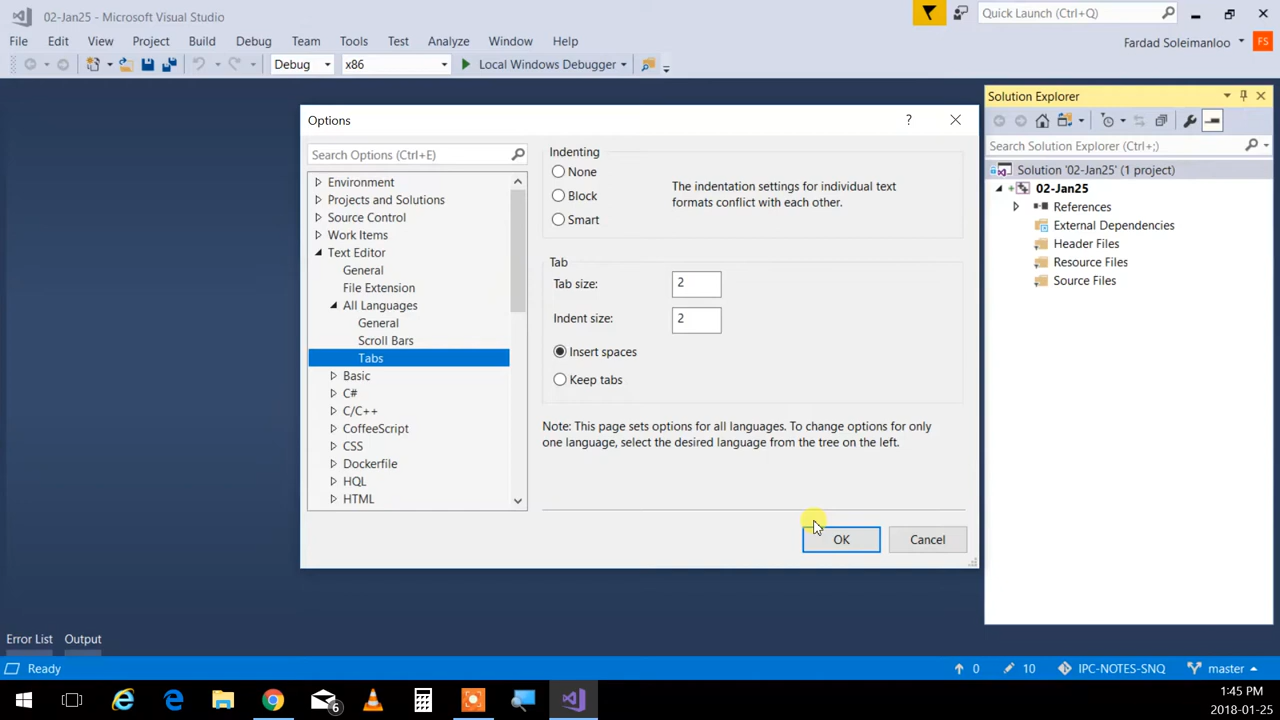 02-Jan25 - Microsoft Visual Studio
Quick Launch (Ctrl+Q)
File Edit View Project Build Debug Team Tools Test Analyze Window Help
Fardad Soleimanloo FS
Debug x86 Local Windows Debugger
Options ?
Search Options (Ctrl+E)
Environment
Projects and Solutions
Source Control
Work Items
Text Editor
General
File Extension
All Languages
General
Scroll Bars
Tabs
Basic
C#
C/C++
CoffeeScript
CSS
Dockerfile
HQL
HTML
Indenting
None
Block
Smart
The indentation settings for individual text
formats conflict with each other.
Tab
Tab size: 2
Indent size: 2
Insert spaces
Keep tabs
Note: This page sets options for all languages. To change options for only
one language, select the desired language from the tree on the left.
OK Cancel
Solution Explorer
Search Solution Explorer (Ctrl+;)
Solution '02-Jan25' (1 project)
02-Jan25
References
External Dependencies
Header Files
Resource Files
Source Files
Error List Output
Ready 0 10 IPC-NOTES-SNQ master
6
1:45 PM
2018-01-25